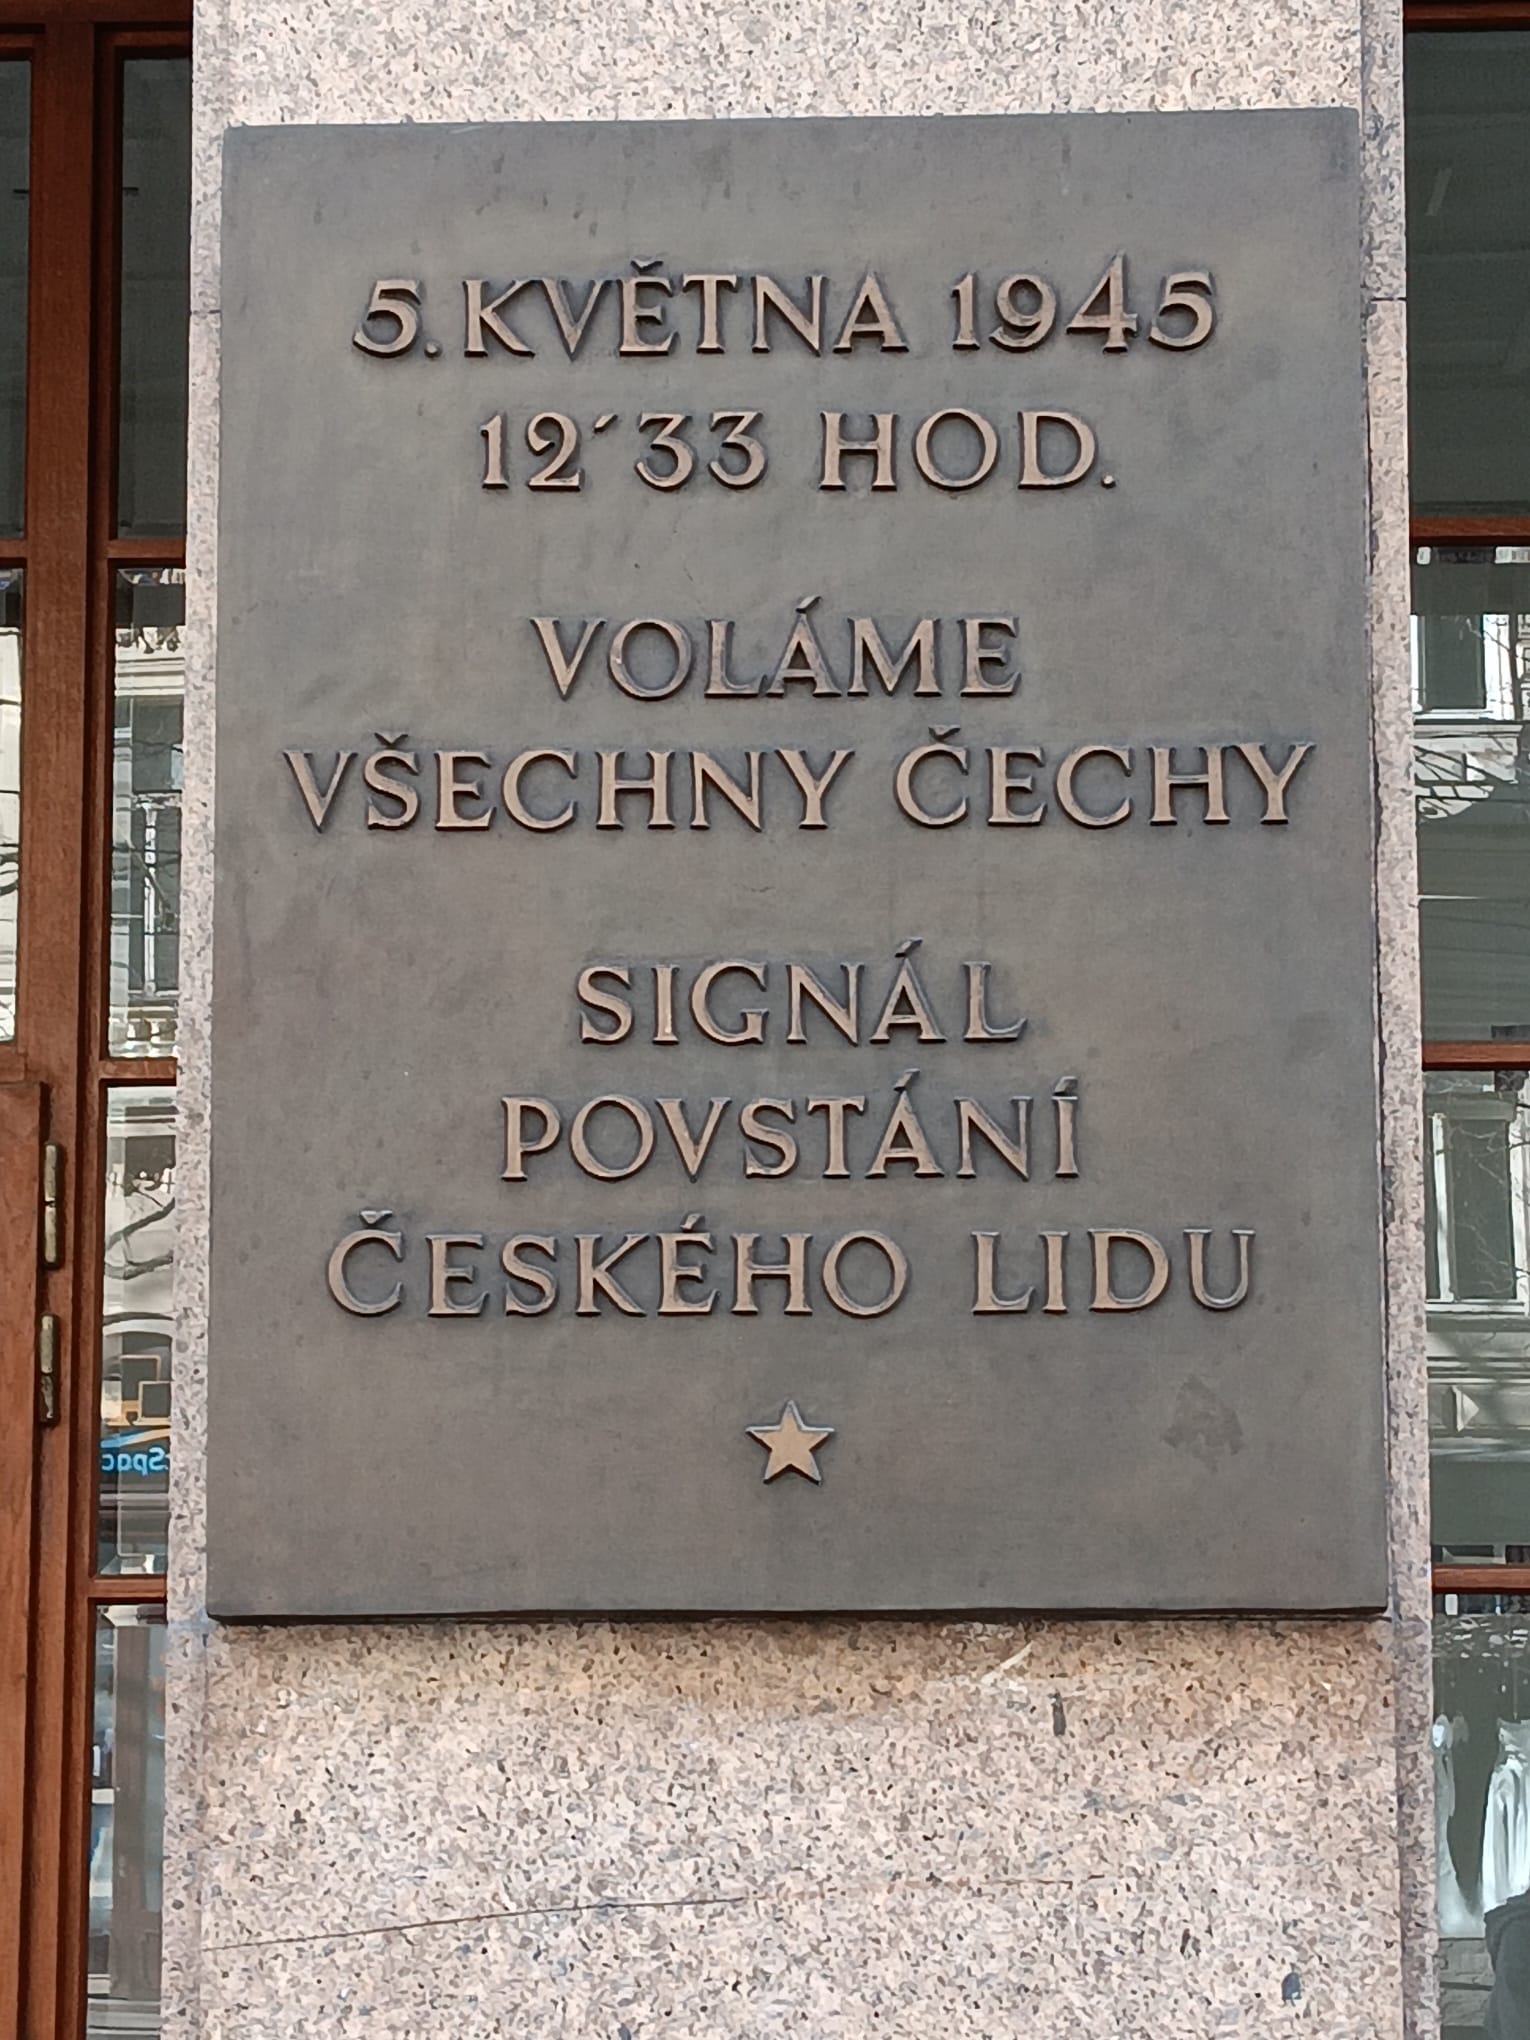 5. KVĚTNA 1945
12´33 HOD.
VOLÁME
VŠECHNY ČECHY
SIGNÁL
POVSTÁNÍ
ČESKÉHO LIDU